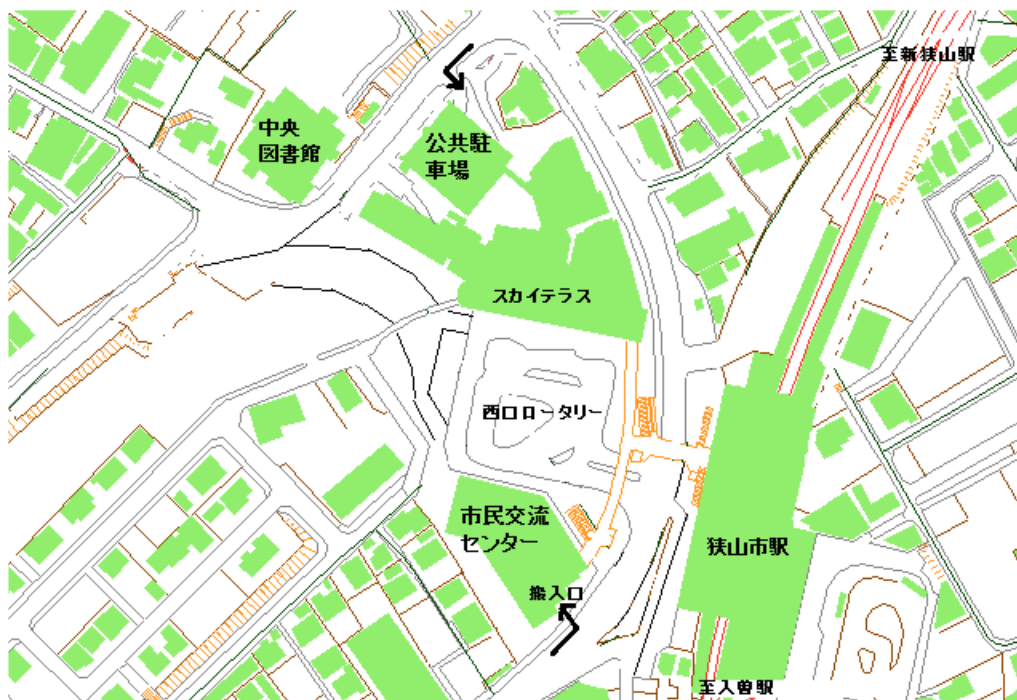 至新狭山駅
中央
図書館
公共駐
車場
スカイテラス
西口ロータリー
市民交流
センター
狭山市駅
搬入口
至入曽駅